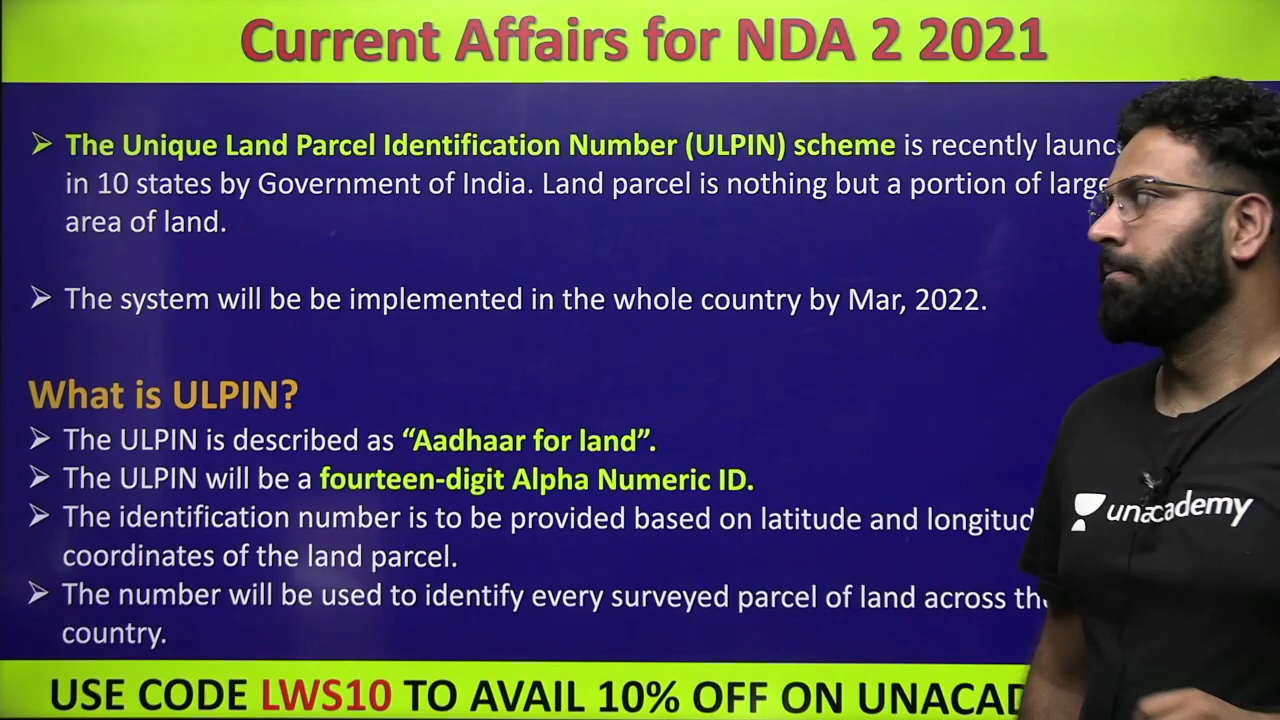 Current Affairs for NDA 2 2021
The Unique Land Parcel Identification Number (ULPIN) scheme is recently
in 10 states by Government of India. Land parcel is nothing but a portion of
area of land.
The system will be be implemented in the whole country by Mar, 2022.
What is ULPIN?
The ULPIN is described as “Aadhaar for land”.
The ULPIN will be a fourteen-digit Alpha Numeric ID.
The identification number is to be provided based on latitude and
coordinates of the land parcel.
The number will be used to identify every surveyed parcel of land across
country.
unacademy
USE CODE LWS10 TO AVAIL 10% OFF ON